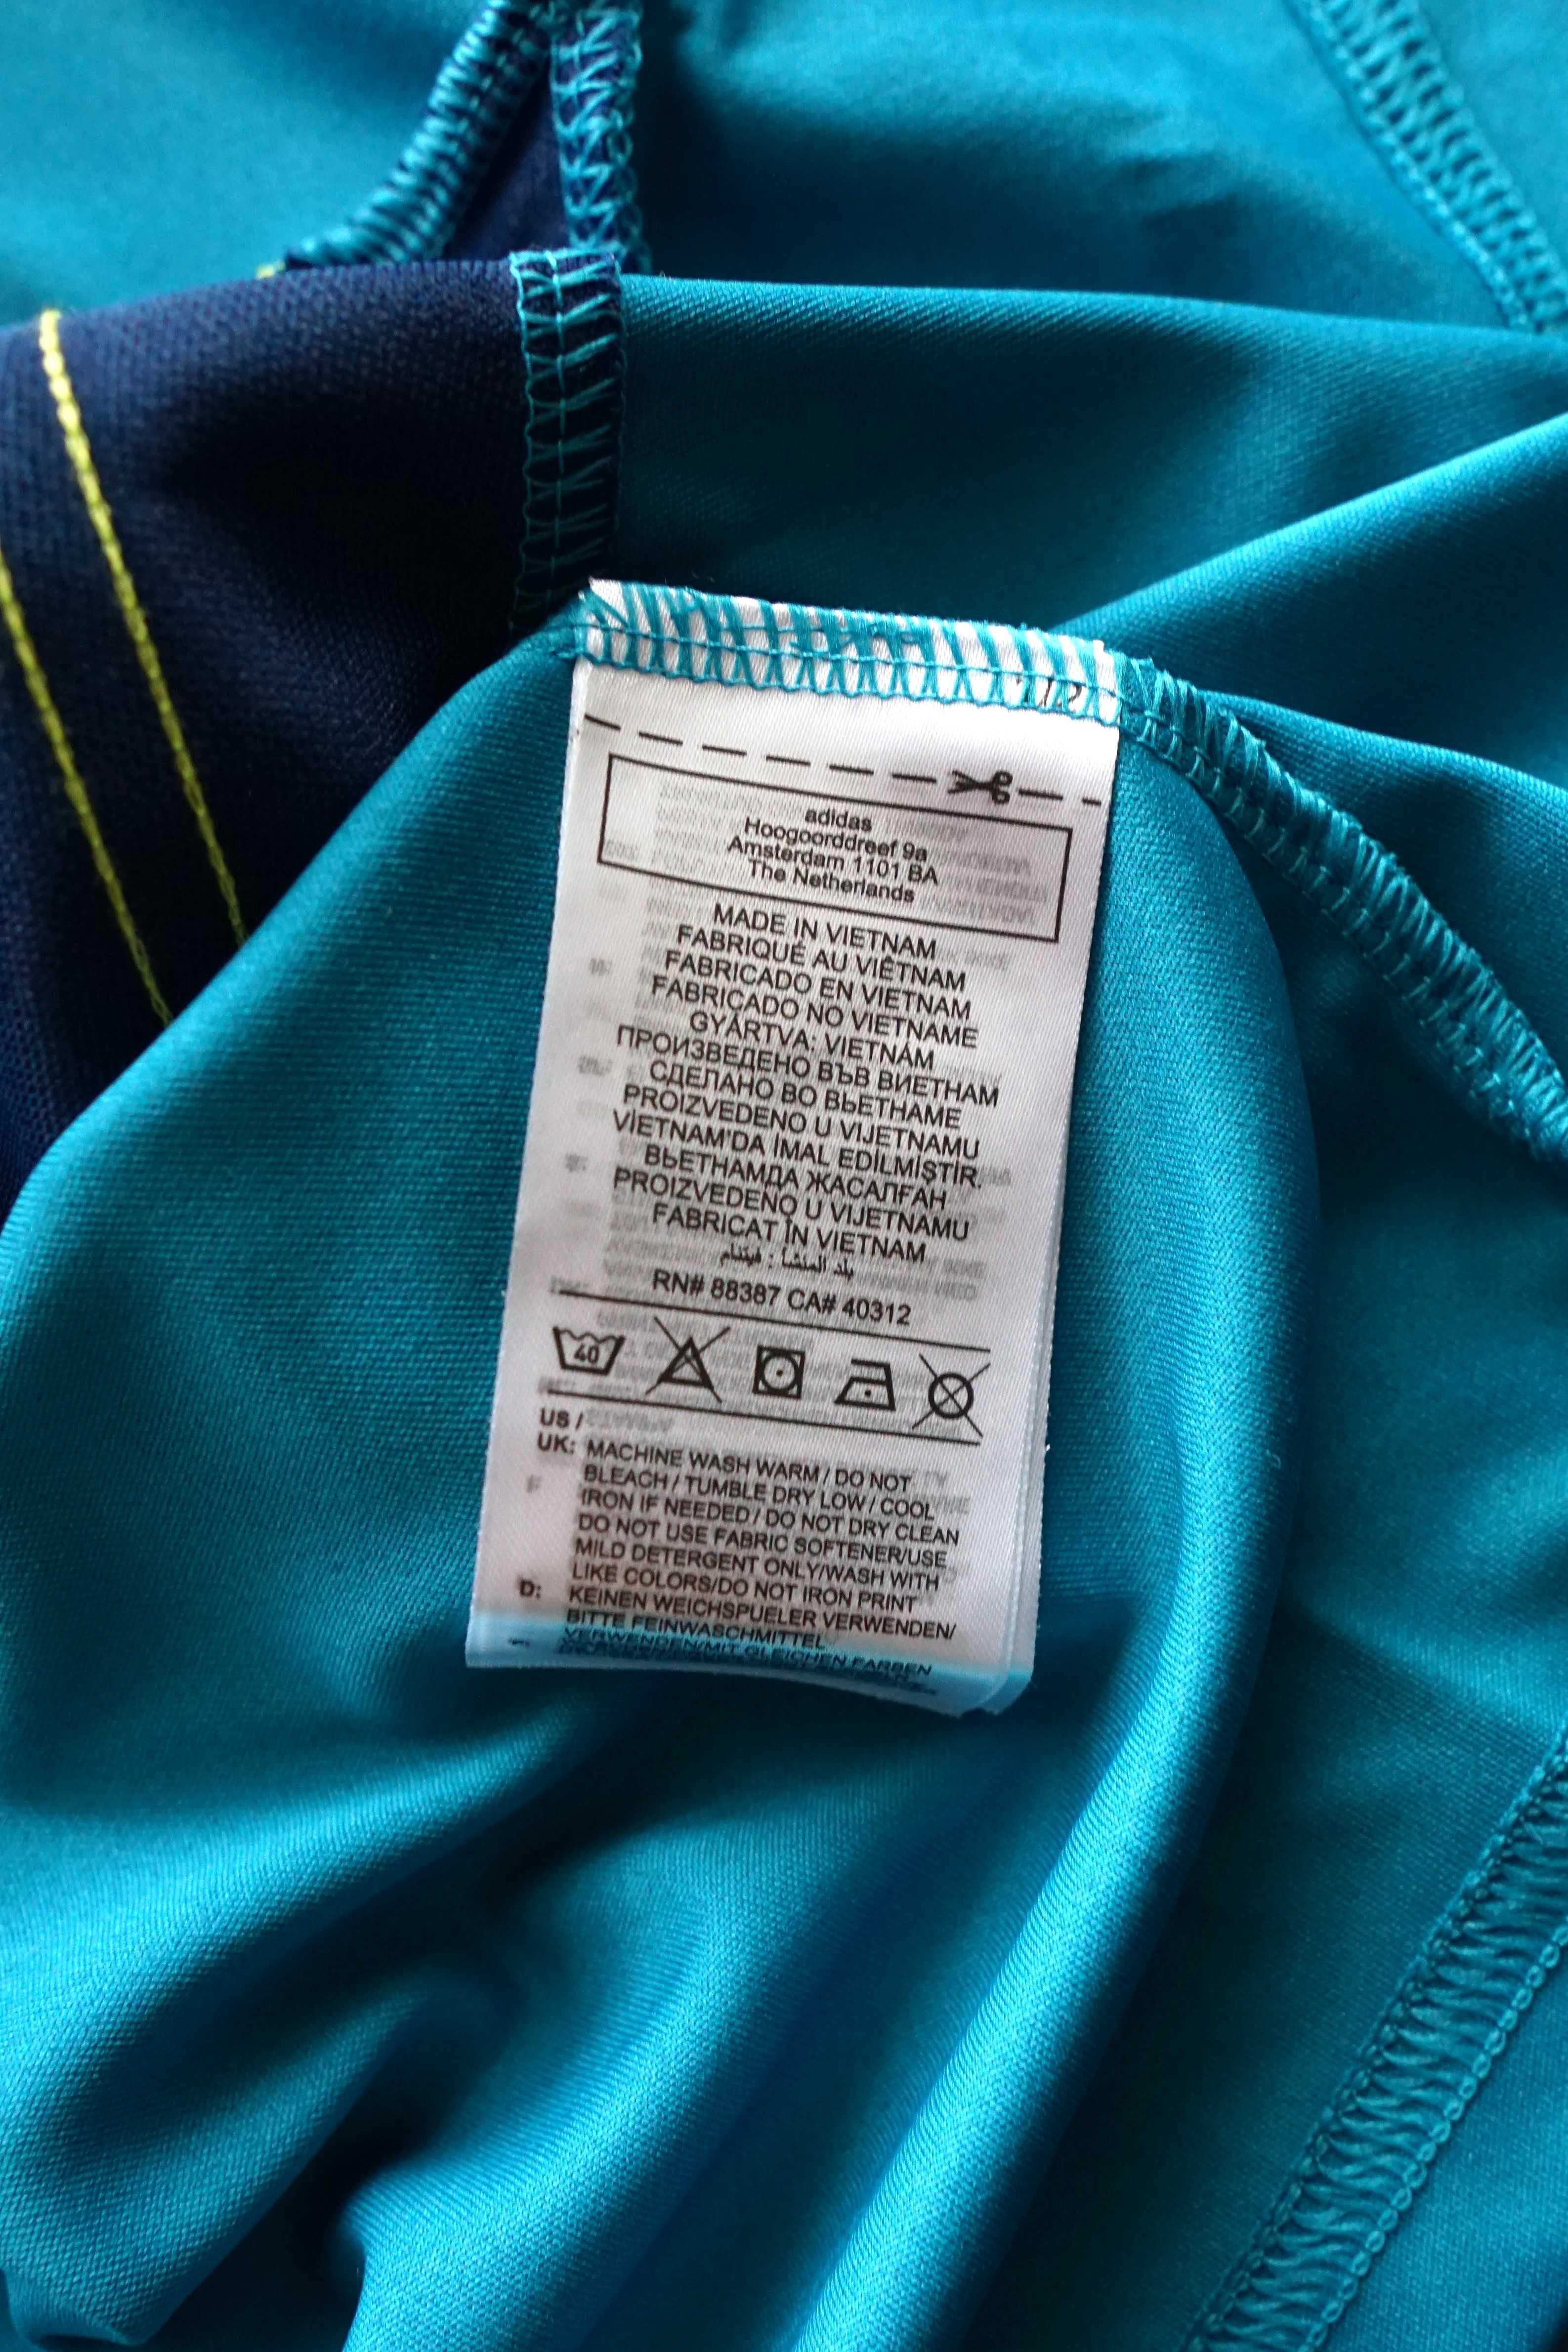 adidas
Hoogoorddreef 9a
Amsterdam 1101 BA
The Netherlands
MADE IN VIETNAM
FABRIQUÉ AU VIÊTNAM
FABRICADO EN VIETNAM
FABRICADO NO VIETNAME
GYÁRTVA: VIETNÁM
ПРОИЗВЕДЕНО ВЪВ ВИЕТНАМ
СДЕЛАНО ВО ВЬЕТНАМЕ
PROIZVEDENO U VIJETNAMU
VİETNAM'DA İMAL EDİLMİŞTİR.
ВЬЕТНАМДА ЖАСАЛҒАН
PROIZVEDENO U VIJETNAMU
FABRICAT ÎN VIETNAM
بلد المنشأ : فيتنام
RN# 88387 CA# 40312
40
US /
UK: MACHINE WASH WARM / DO NOT
BLEACH / TUMBLE DRY LOW / COOL
IRON IF NEEDED / DO NOT DRY CLEAN
DO NOT USE FABRIC SOFTENER/USE
MILD DETERGENT ONLY/WASH WITH
LIKE COLORS/DO NOT IRON PRINT
D: KEINEN WEICHSPUELER VERWENDEN/
BITTE FEINWASCHMITTEL
VERWENDEN/MIT GLEICHEN FARBEN